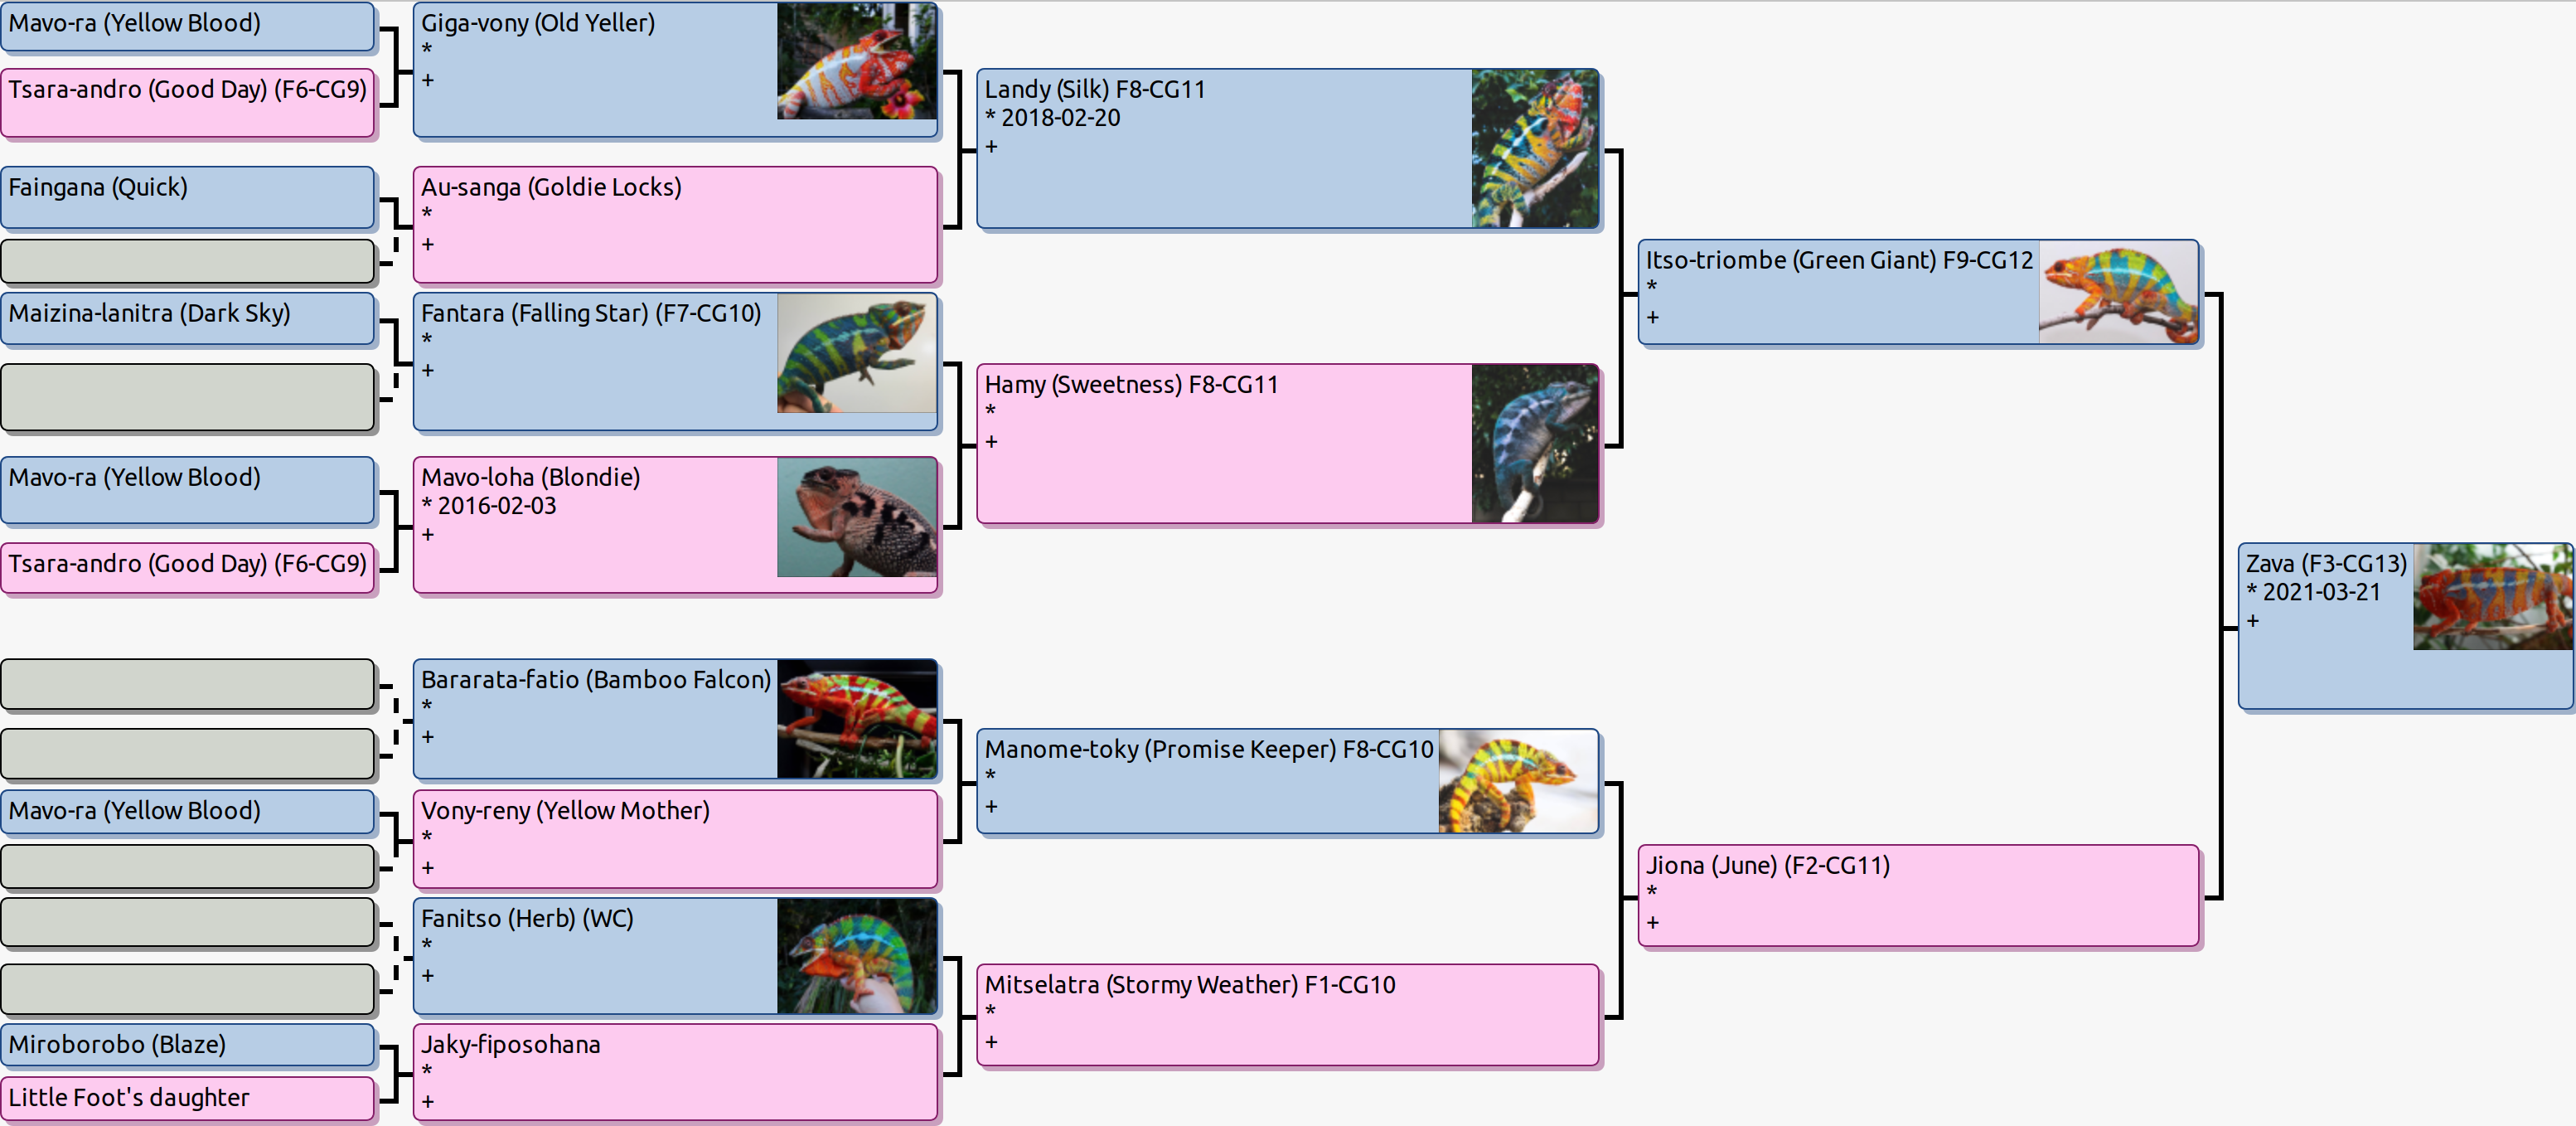 Mavo-ra (Yellow Blood)
Tsara-andro (Good Day) (F6-CG9)
Faingana (Quick)
Maizina-lanitra (Dark Sky)
Mavo-ra (Yellow Blood)
Tsara-andro (Good Day) (F6-CG9)
Mavo-ra (Yellow Blood)
Miroborobo (Blaze)
Little Foot's daughter
Giga-vony (Old Yeller)
*
+
Au-sanga (Goldie Locks)
*
+
Fantara (Falling Star) (F7-CG10)
*
+
Mavo-loha (Blondie)
* 2016-02-03
+
Bararata-fatio (Bamboo Falcon)
*
+
Vony-reny (Yellow Mother)
*
+
Fanitso (Herb) (WC)
*
+
Jaky-fiposohana
*
+
Landy (Silk) F8-CG11
* 2018-02-20
+
Hamy (Sweetness) F8-CG11
*
+
Manome-toky (Promise Keeper) F8-CG10
*
+
Mitselatra (Stormy Weather) F1-CG10
*
+
Itso-triombe (Green Giant) F9-CG12
*
+
Jiona (June) (F2-CG11)
*
+
Zava (F3-CG13)
* 2021-03-21
+